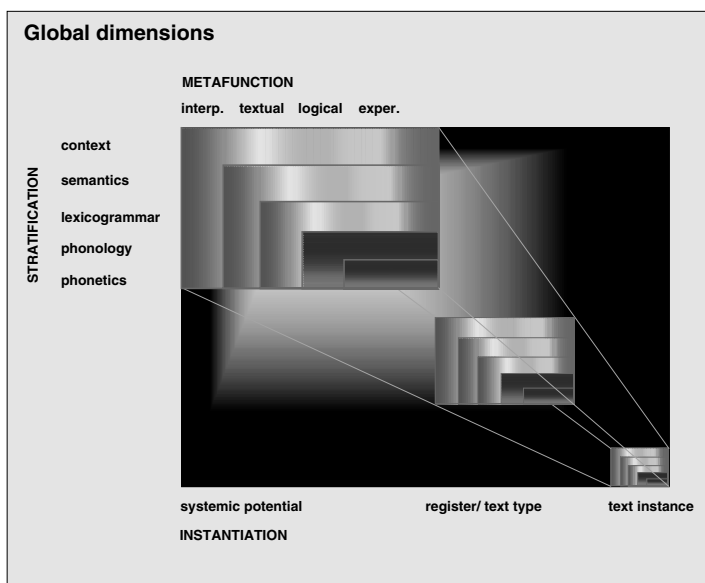 Global dimensions
METAFUNCTION
interp. textual logical exper.
STRATIFICATION
context
semantics
lexicogrammar
phonology
phonetics
systemic potential register/ text type text instance
INSTANTIATION